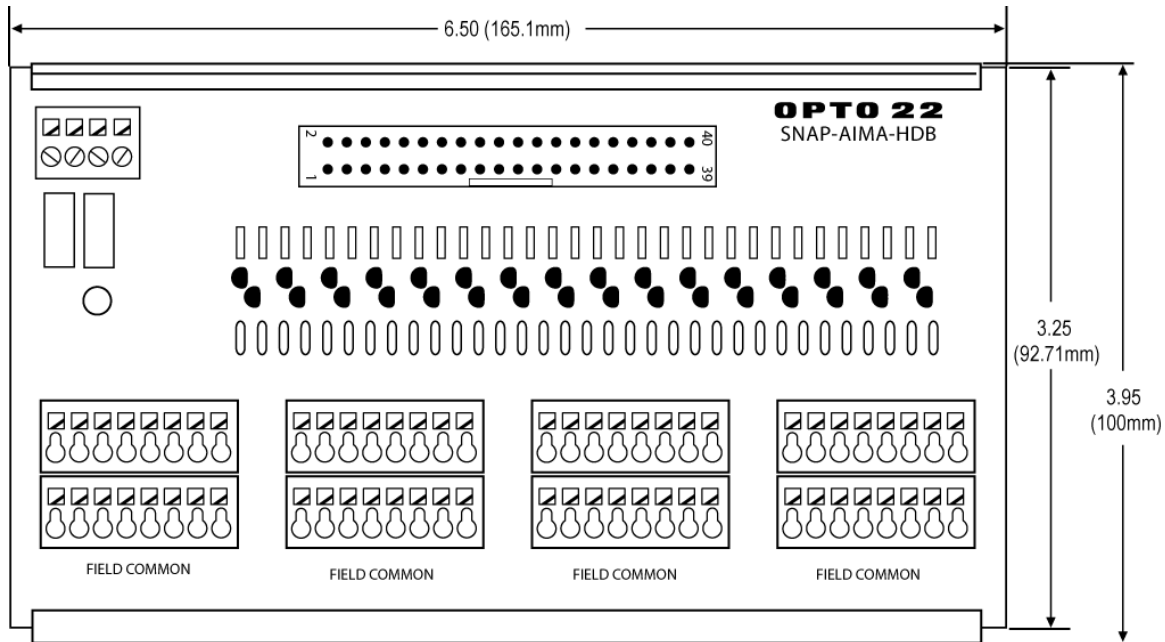 6.50 (165.1mm)
OPTO 22
SNAP-AIMA-HDB
2
40
1
39
3.25
(92.71mm)
3.95
(100mm)
FIELD COMMON
FIELD COMMON
FIELD COMMON
FIELD COMMON